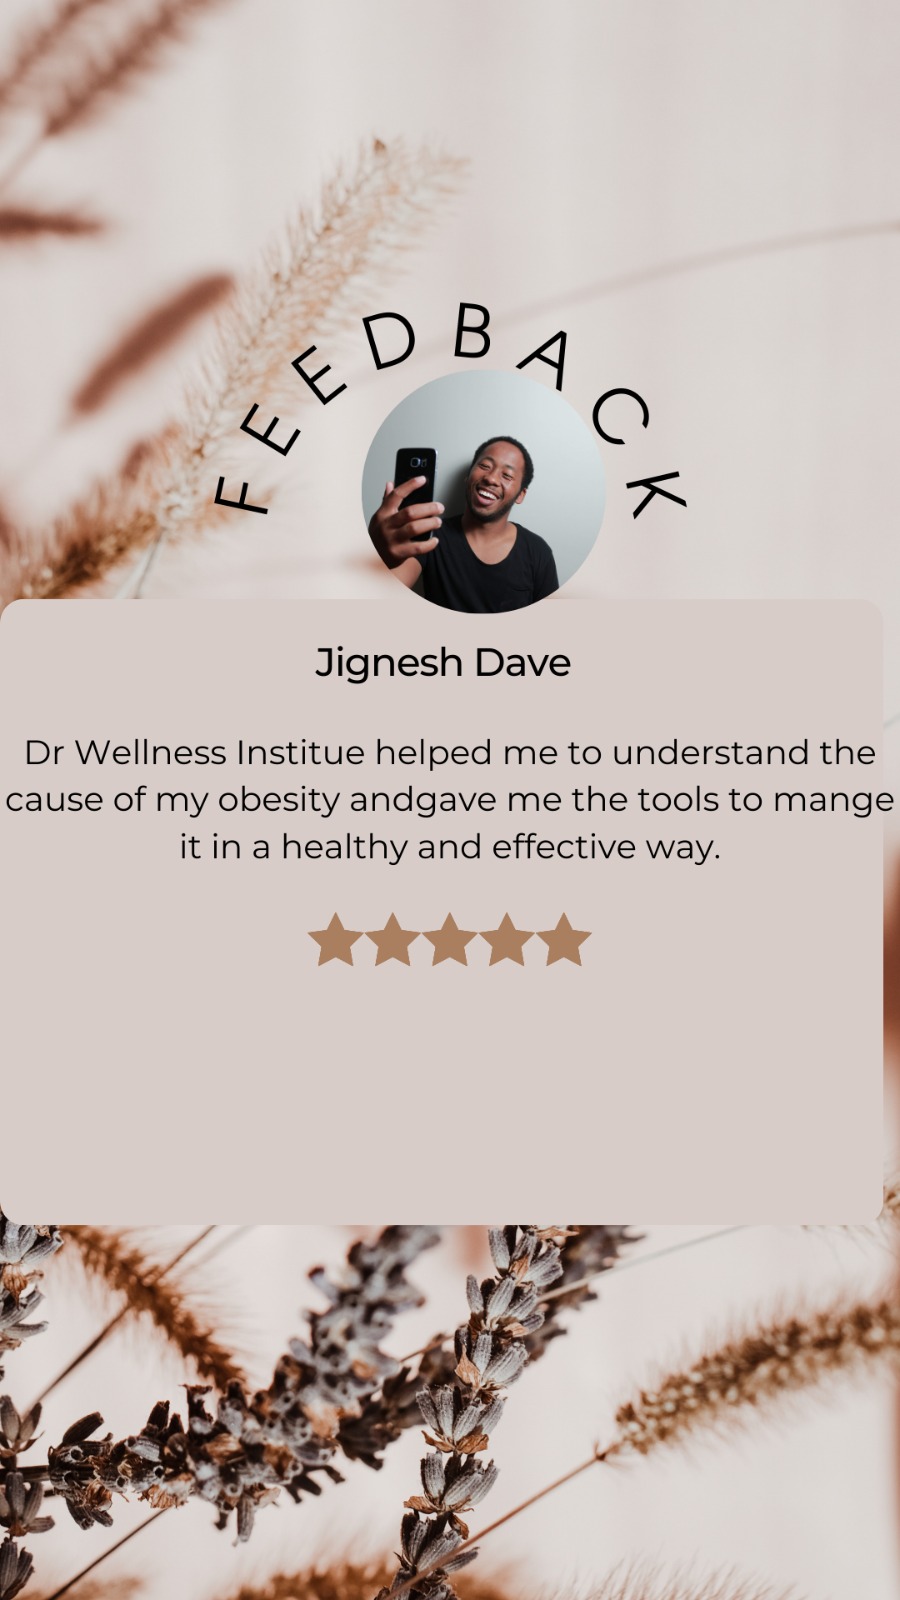 FEEDBACK
Jignesh Dave
Dr Wellness Institue helped me to understand the
cause of my obesity andgave me the tools to mange
it in a healthy and effective way.